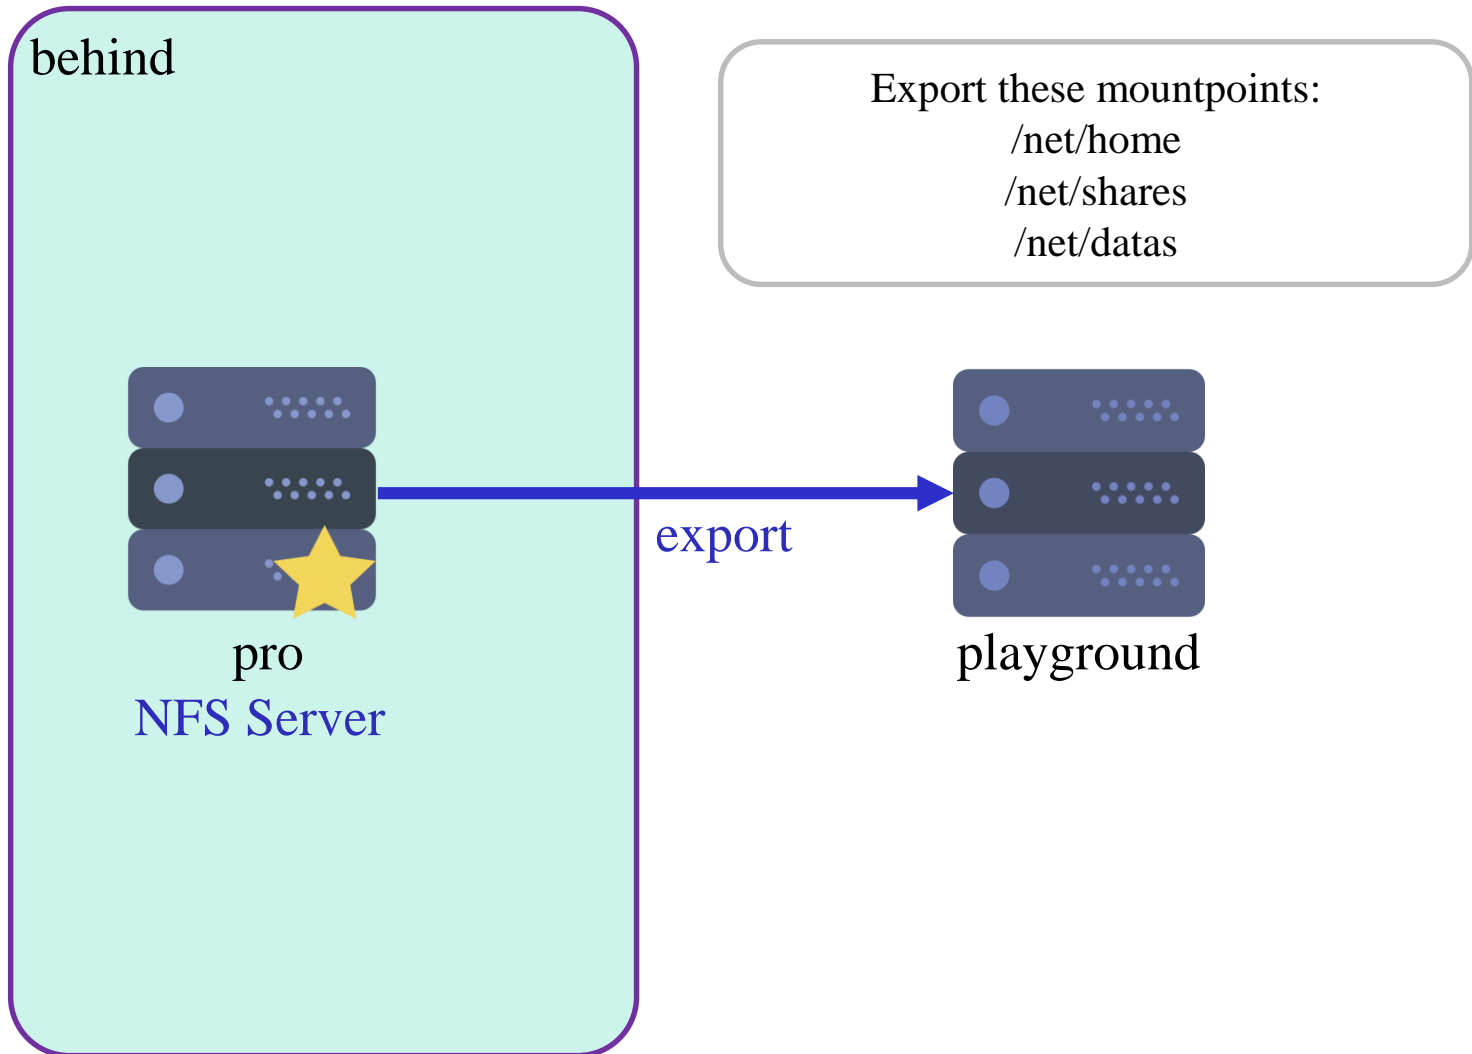 behind
Export these mountpoints:
/net/home
/net/shares
/net/datas
export
pro
NFS Server
playground